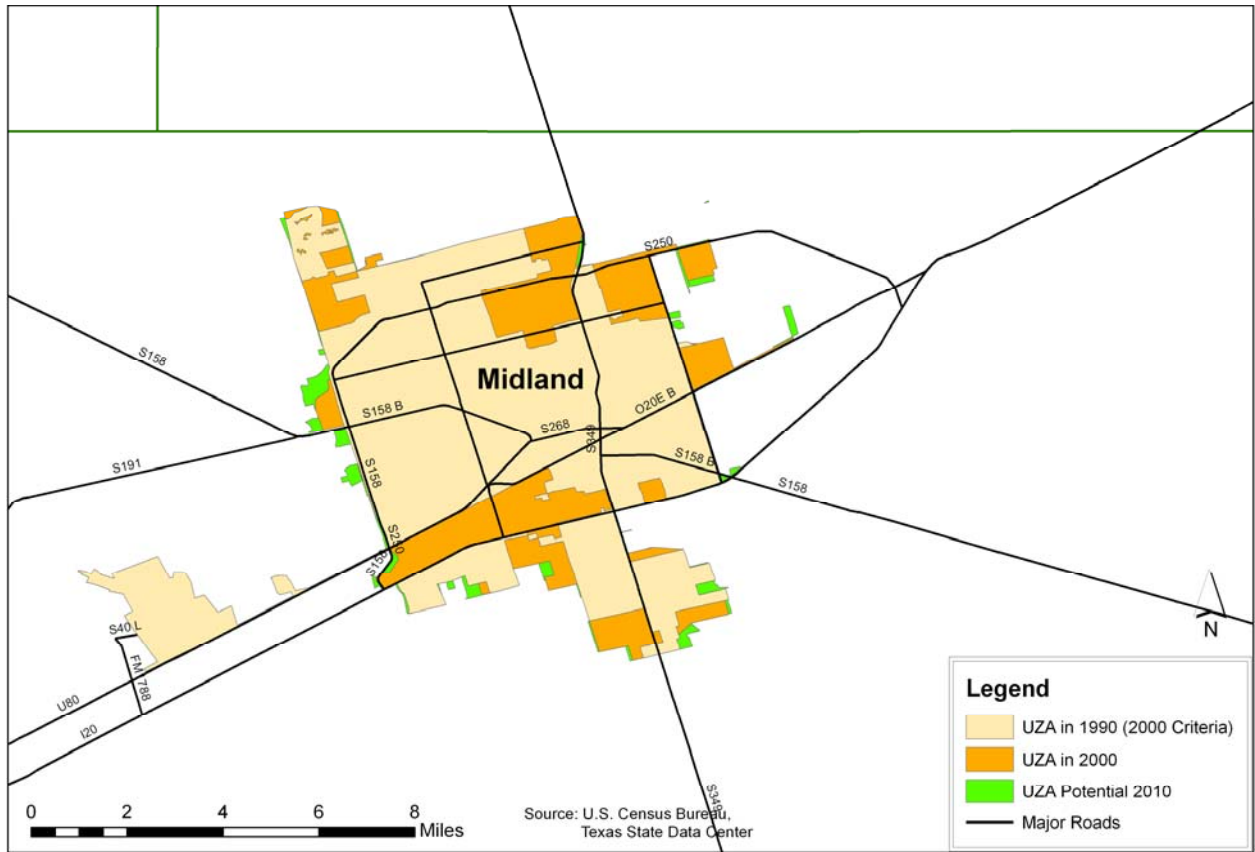 S250
S158
Midland
O20E B
S158 B
S268
S349
S158 B
S191
S158
S158
S250
S158
S40 L
FM 788
U80
I20
S349
N
Legend
UZA in 1990 (2000 Criteria)
UZA in 2000
UZA Potential 2010
Major Roads
0 2 4 6 8
Miles
Source: U.S. Census Bureau,
Texas State Data Center